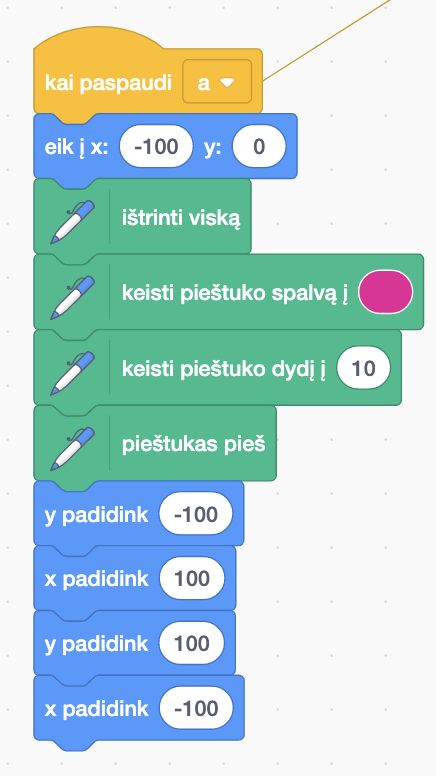 kai paspaudi a
eik į x: -100 y: 0
ištrinti viską
keisti pieštuko spalvą į
keisti pieštuko dydį į 10
pieštukas pieš
y padidink -100
x padidink 100
y padidink 100
x padidink -100